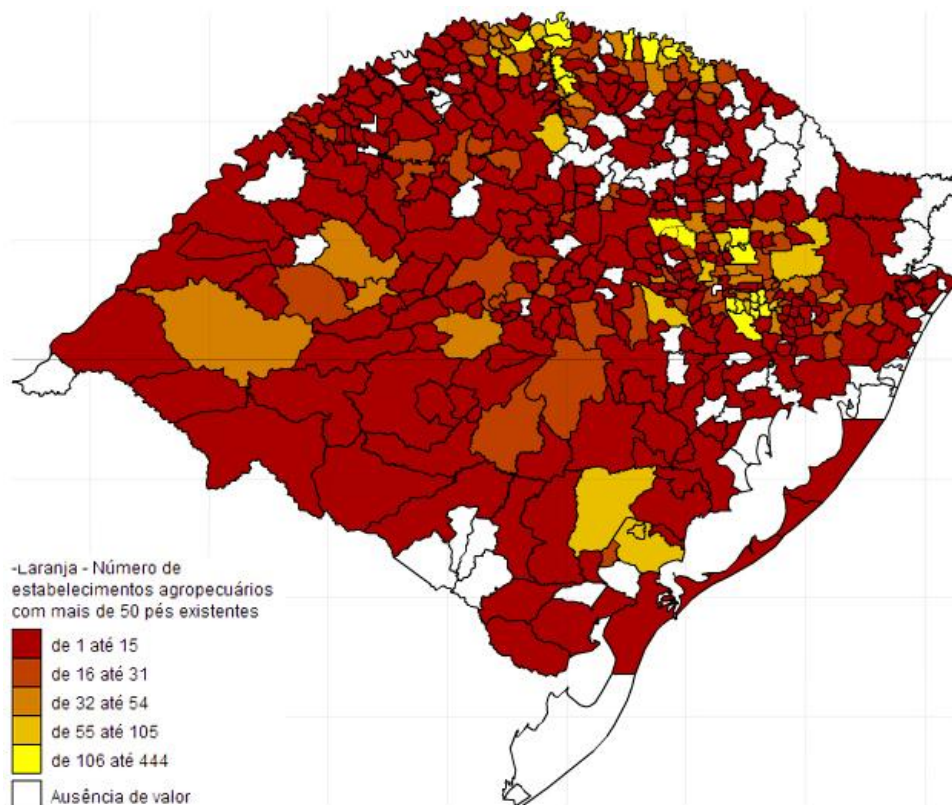 -Laranja - Número de
estabelecimentos agropecuários
com mais de 50 pés existentes
de 1 até 15
de 16 até 31
de 32 até 54
de 55 até 105
de 106 até 444
Ausência de valor